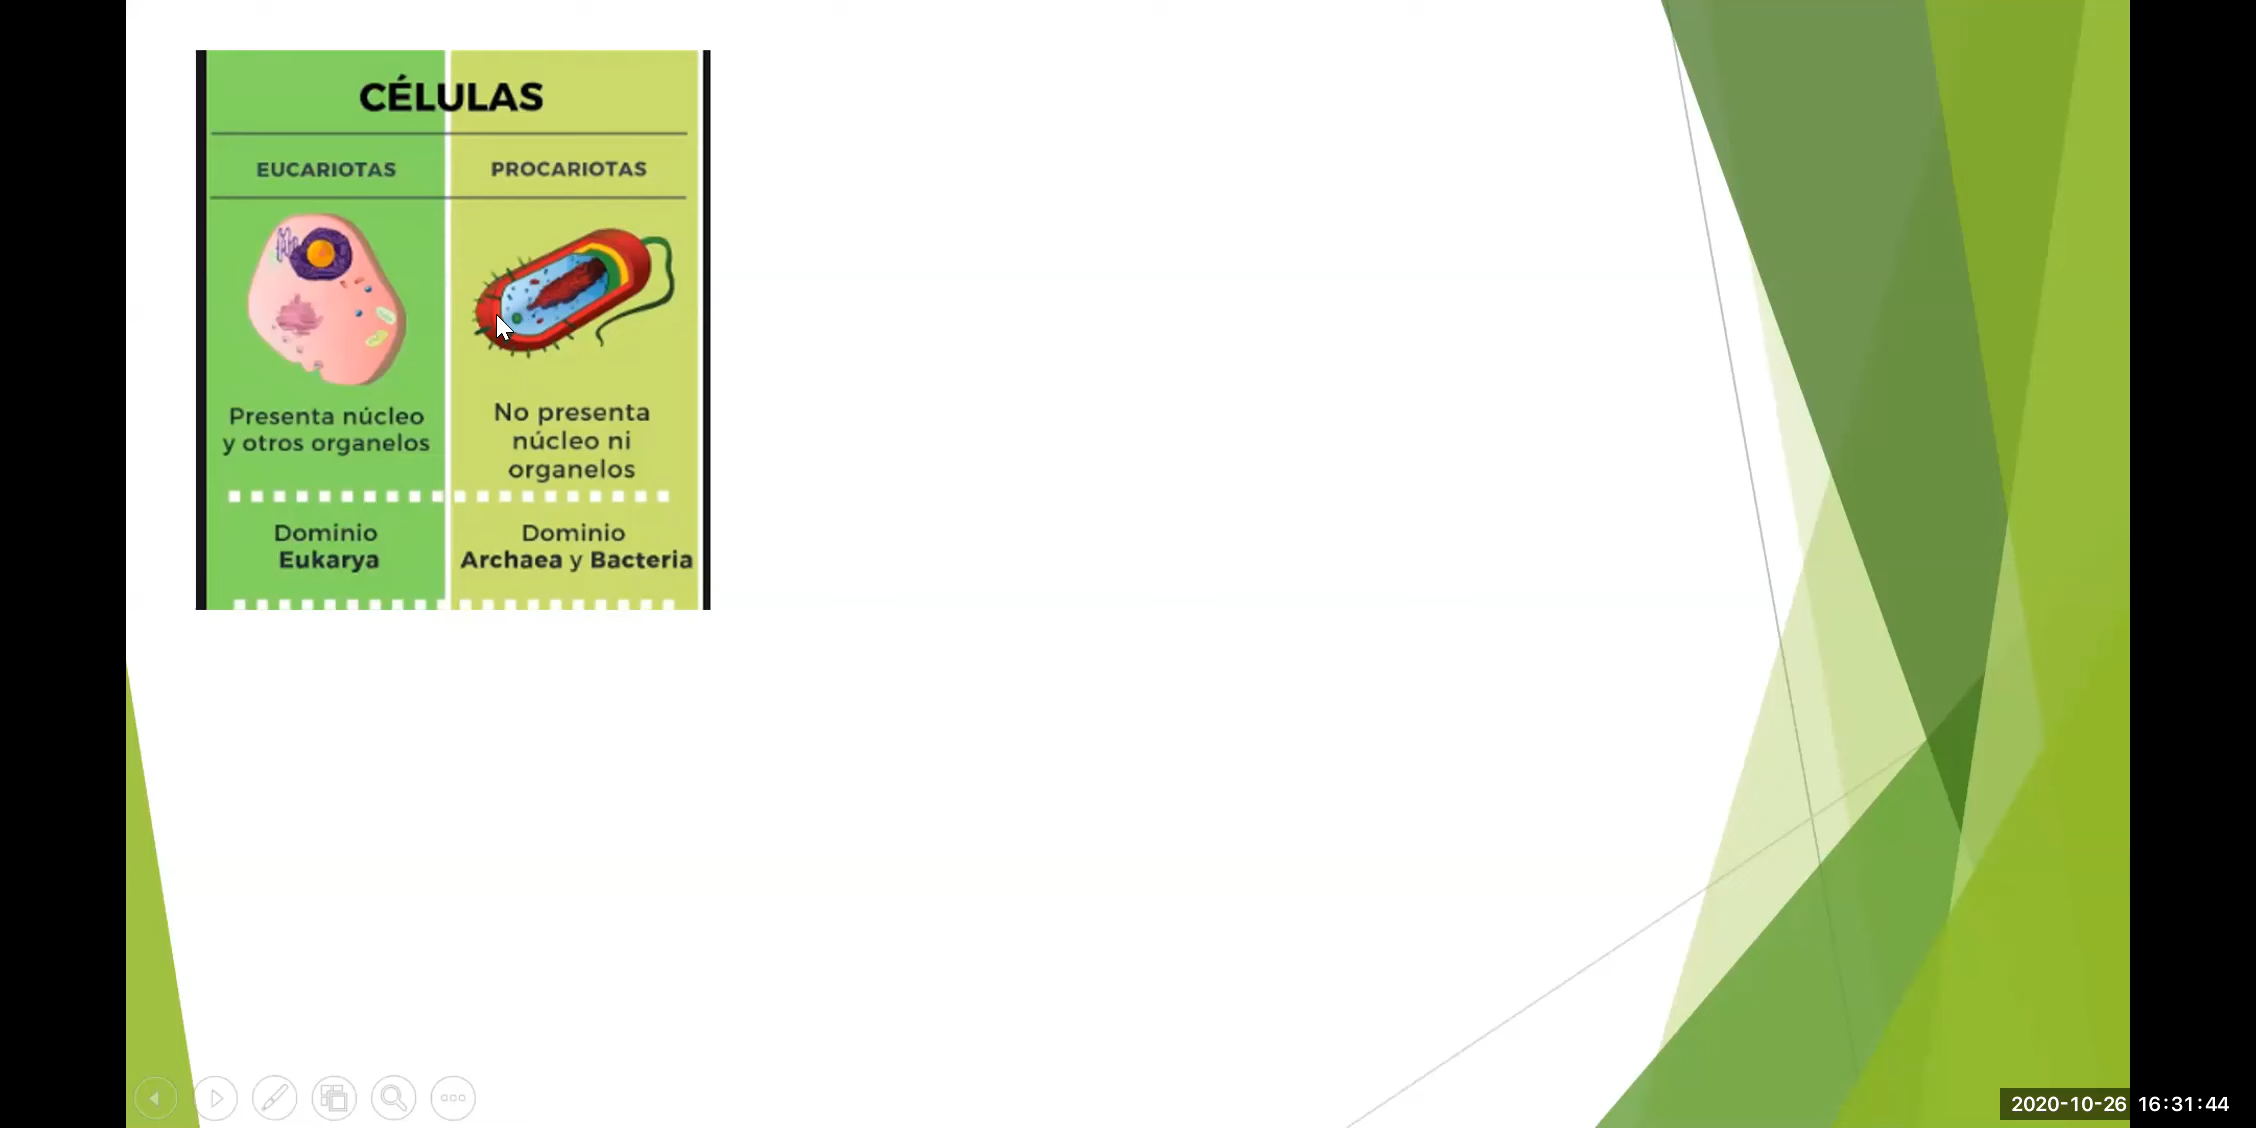 CÉLULAS
EUCARIOTAS
PROCARIOTAS
Presenta núcleo
y otros organelos
No presenta
núcleo ni
organelos
Dominio
Eukarya
Dominio
Archaea y Bacteria
2020-10-26 16:31:44